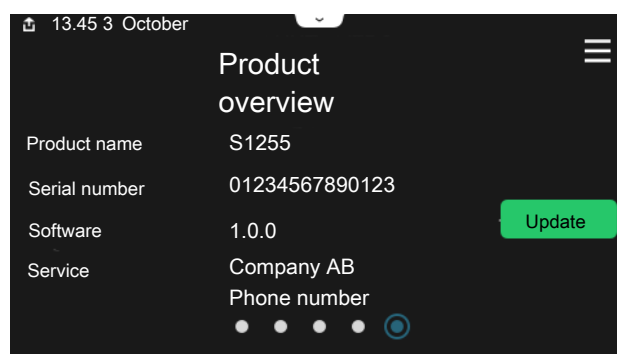 13.45 3 October
Product
overview
Product name S1255
Serial number 01234567890123
Software 1.0.0 Update
Service Company AB
Phone number